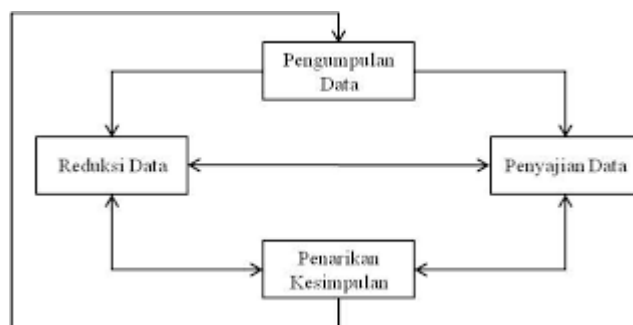 Pengumpulan
Data
Reduksi Data
Penyajian Data
Penarikan
Kesimpulan